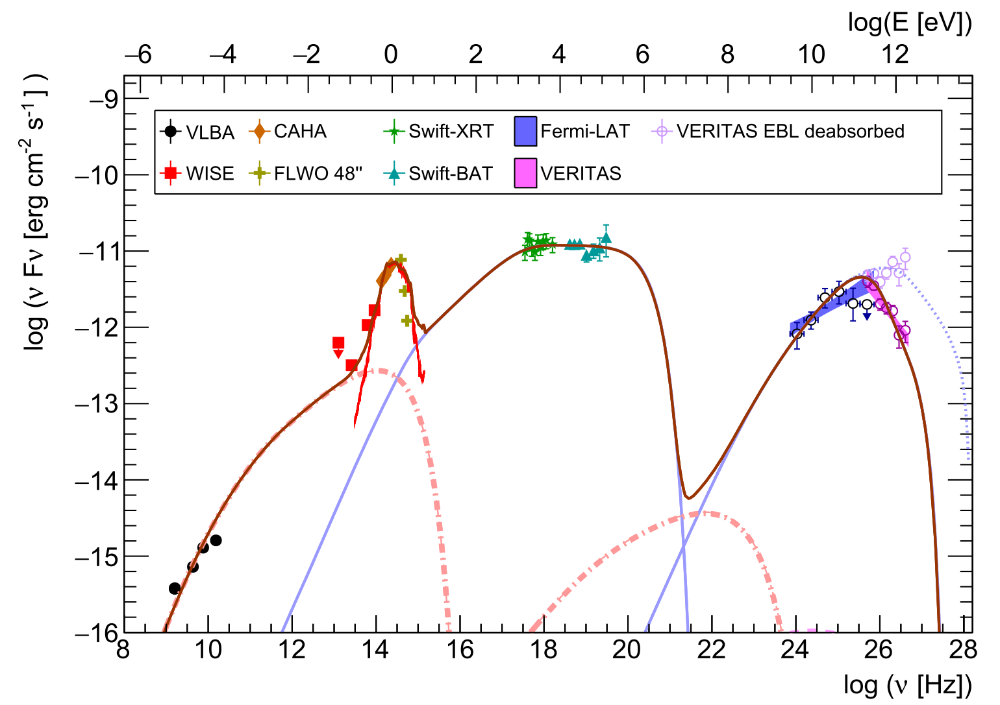 log(E [eV])
−6 −4 −2 0 2 4 6 8 10 12
log (ν Fν [erg cm-2 s-1 ] )
−9
−10
−11
−12
−13
−14
−15
−16
VLBA CAHA Swift-XRT Fermi-LAT VERITAS EBL deabsorbed
WISE FLWO 48" Swift-BAT VERITAS
8 10 12 14 16 18 20 22 24 26 28
log (ν [Hz])